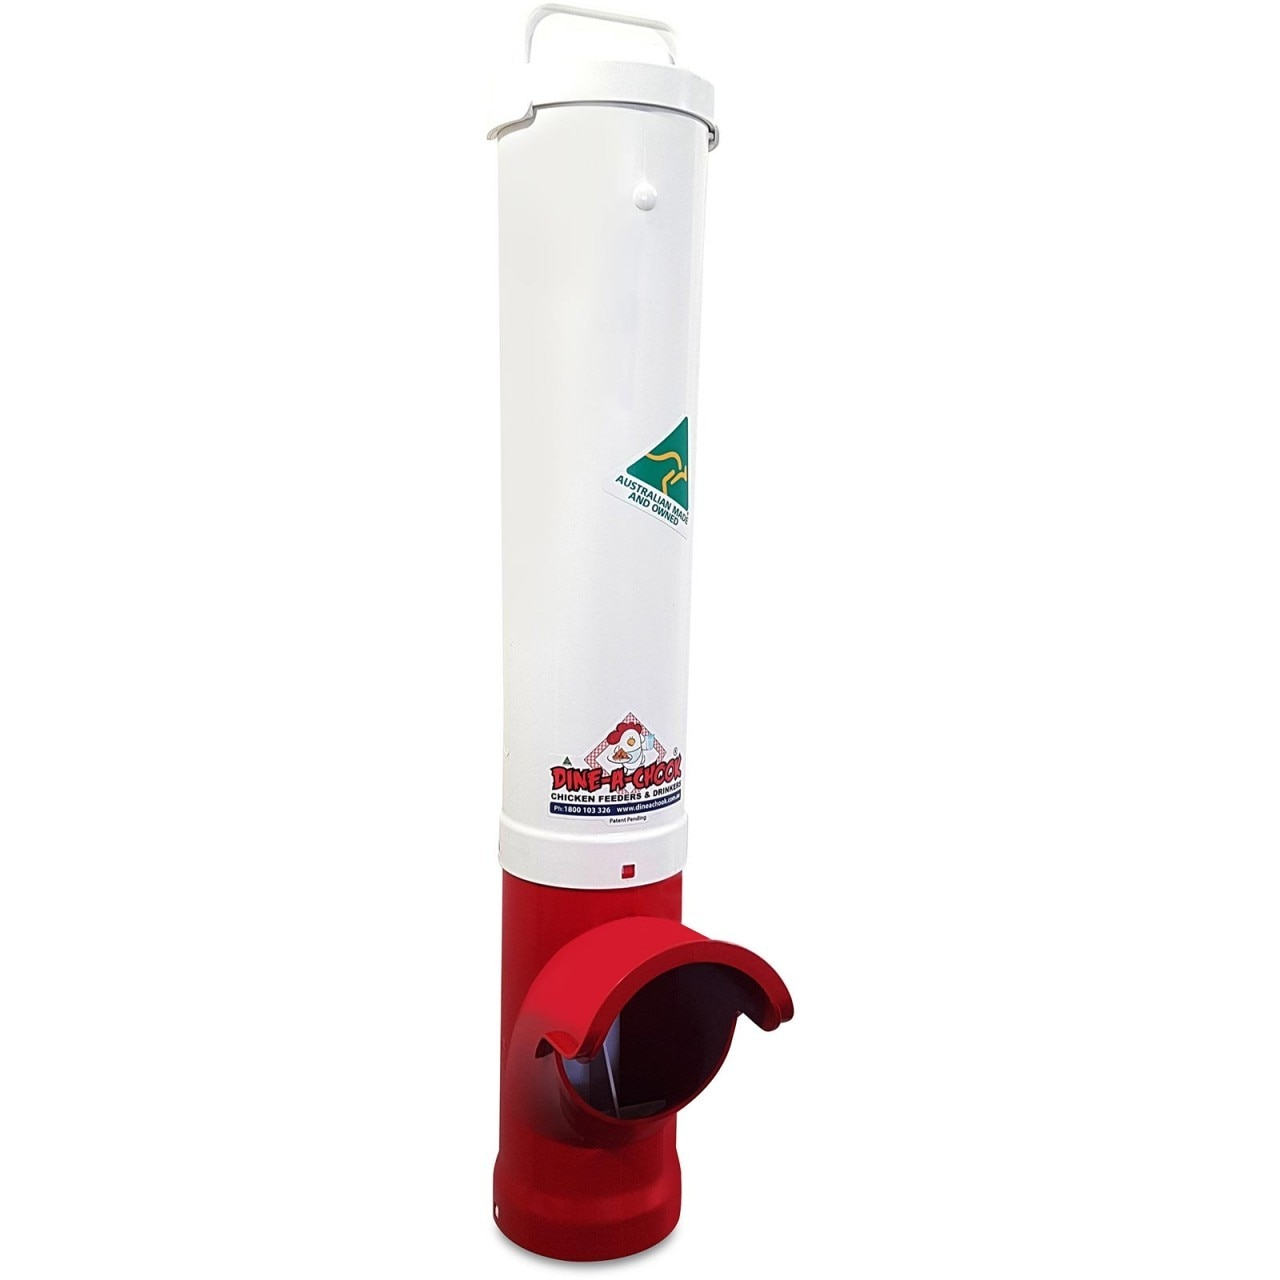 AUSTRALIAN MADE
AND OWNED
DINE-A-CHOOK
®
CHICKEN FEEDERS & DRINKERS
Ph:1800 103 326 www.dineachook.com.au
Patent Pending